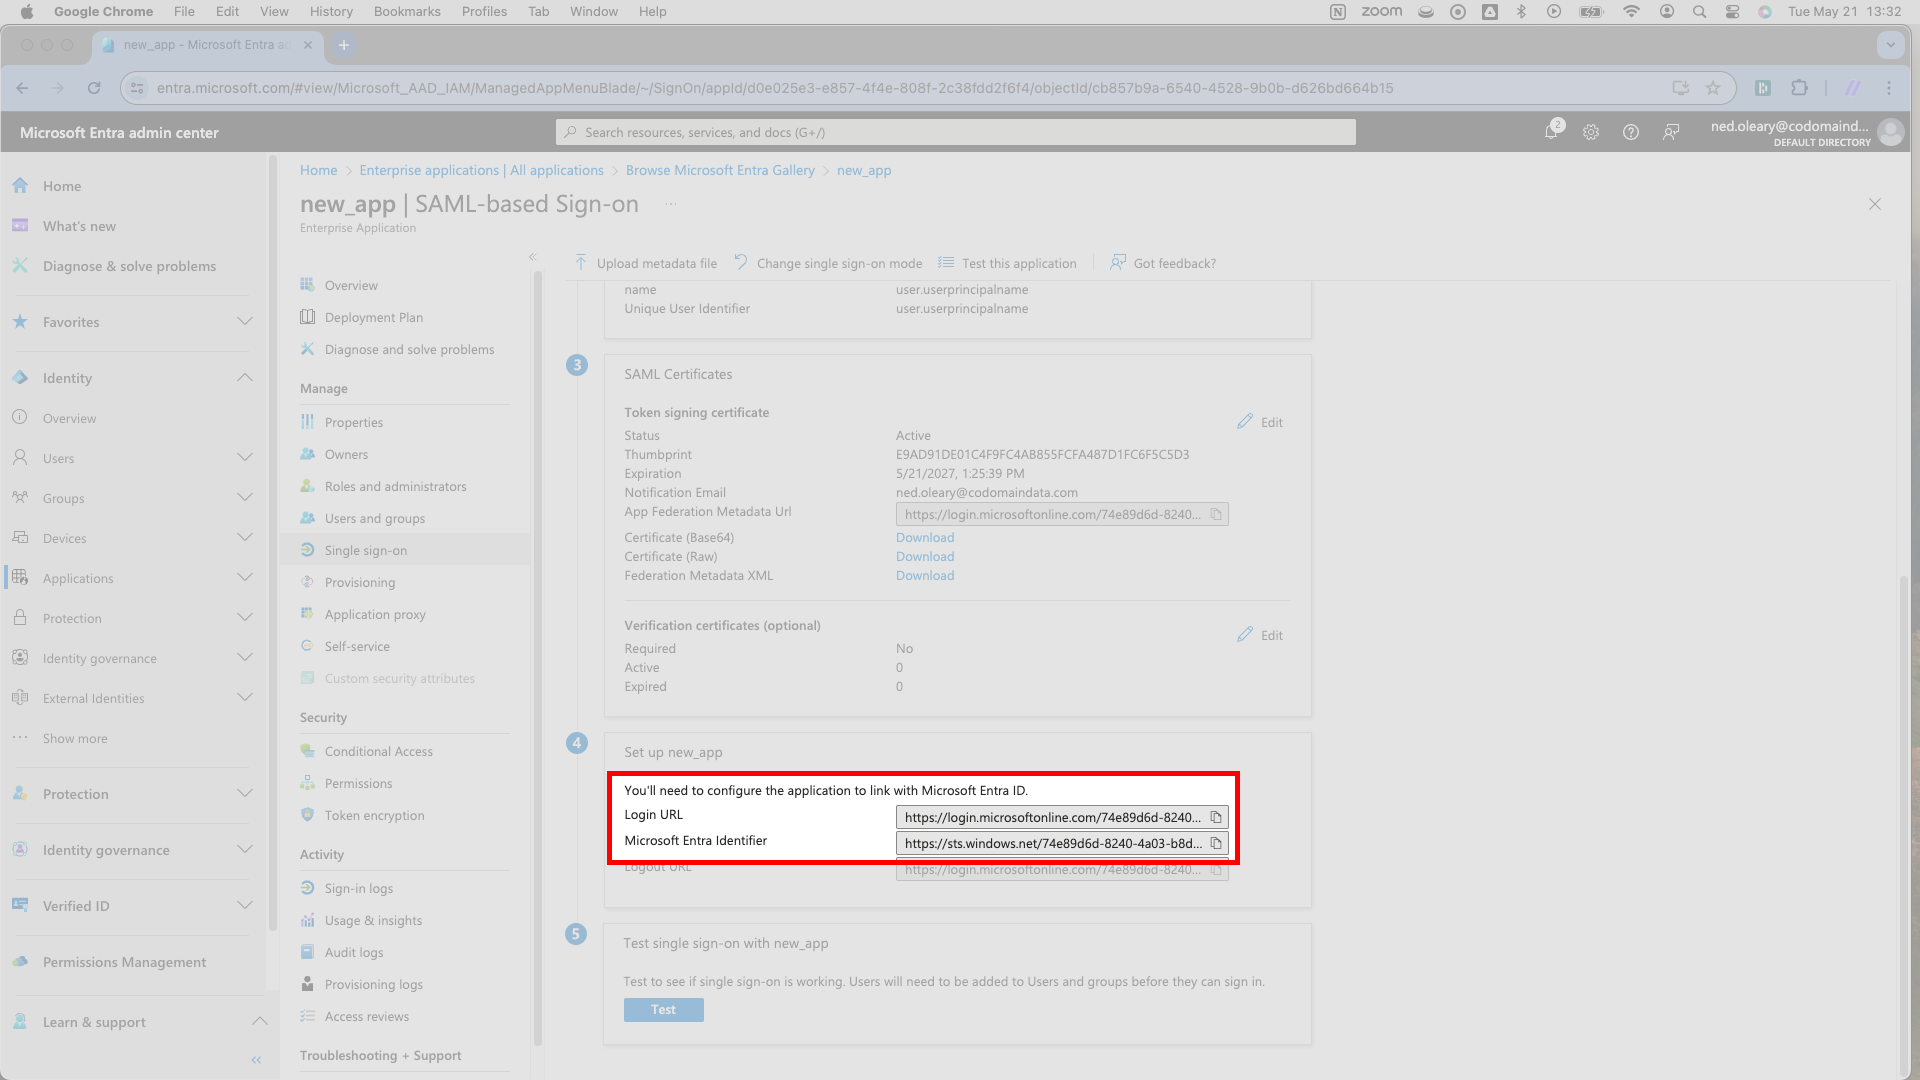 Google Chrome File Edit View History Bookmarks Profiles Tab Window Help zoom Tue May 21 13:32
new_app - Microsoft Entra ad
entra.microsoft.com/#view/Microsoft_AAD_IAM/ManagedAppMenuBlade/~/SignOn/appId/d0e025e3-e857-4f4e-808f-2c38fdd2f6f4/objectId/cb857b9a-6540-4528-9b0b-d626bd664b15
Microsoft Entra admin center
Search resources, services, and docs (G+/)
2
ned.oleary@codomaind...
DEFAULT DIRECTORY
Home
What's new
Diagnose & solve problems
Favorites
Identity
Overview
Users
Groups
Devices
Applications
Protection
Identity governance
External Identities
Show more
Protection
Identity governance
Verified ID
Permissions Management
Learn & support
Home > Enterprise applications | All applications > Browse Microsoft Entra Gallery > new_app
new_app | SAML-based Sign-on ...
Enterprise Application
Overview
Deployment Plan
Diagnose and solve problems
Manage
Properties
Owners
Roles and administrators
Users and groups
Single sign-on
Provisioning
Application proxy
Self-service
Custom security attributes
Security
Conditional Access
Permissions
Token encryption
Activity
Sign-in logs
Usage & insights
Audit logs
Provisioning logs
Access reviews
Troubleshooting + Support
Upload metadata file Change single sign-on mode Test this application Got feedback?
name user.userprincipalname
Unique User Identifier user.userprincipalname
3
SAML Certificates
Token signing certificate
Edit
Status Active
Thumbprint E9AD91DE01C4F9FC4AB855FCFA487D1FC6F5C5D3
Expiration 5/21/2027, 1:25:39 PM
Notification Email ned.oleary@codomaindata.com
App Federation Metadata Url https://login.microsoftonline.com/74e89d6d-8240...
Certificate (Base64) Download
Certificate (Raw) Download
Federation Metadata XML Download
Verification certificates (optional)
Edit
Required No
Active 0
Expired 0
4
Set up new_app
You'll need to configure the application to link with Microsoft Entra ID.
Login URL https://login.microsoftonline.com/74e89d6d-8240...
Microsoft Entra Identifier https://sts.windows.net/74e89d6d-8240-4a03-b8d...
Logout URL https://login.microsoftonline.com/74e89d6d-8240...
5
Test single sign-on with new_app
Test to see if single sign-on is working. Users will need to be added to Users and groups before they can sign in.
Test